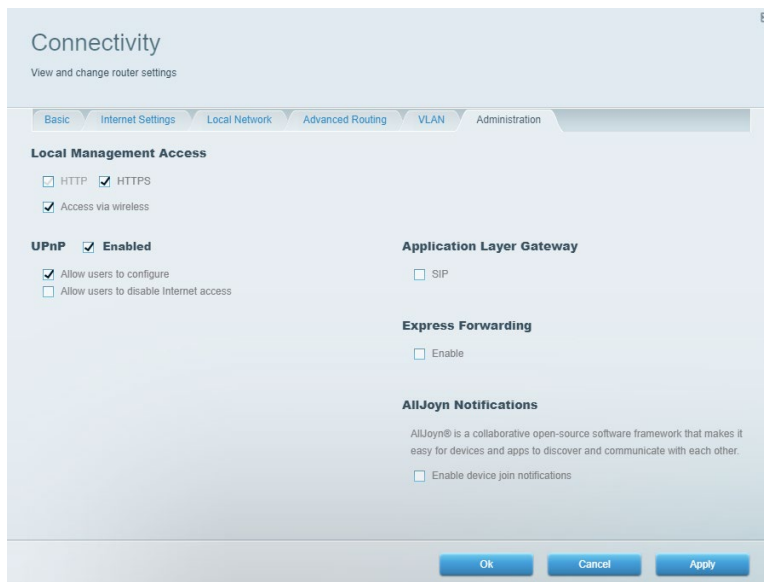 Connectivity
View and change router settings
Basic
Internet Settings
Local Network
Advanced Routing
VLAN
Administration
Local Management Access
HTTP
HTTPS
Access via wireless
UPnP
Enabled
Allow users to configure
Allow users to disable Internet access
Application Layer Gateway
SIP
Express Forwarding
Enable
AllJoyn Notifications
AllJoyn® is a collaborative open-source software framework that makes it
easy for devices and apps to discover and communicate with each other.
Enable device join notifications
Ok
Cancel
Apply